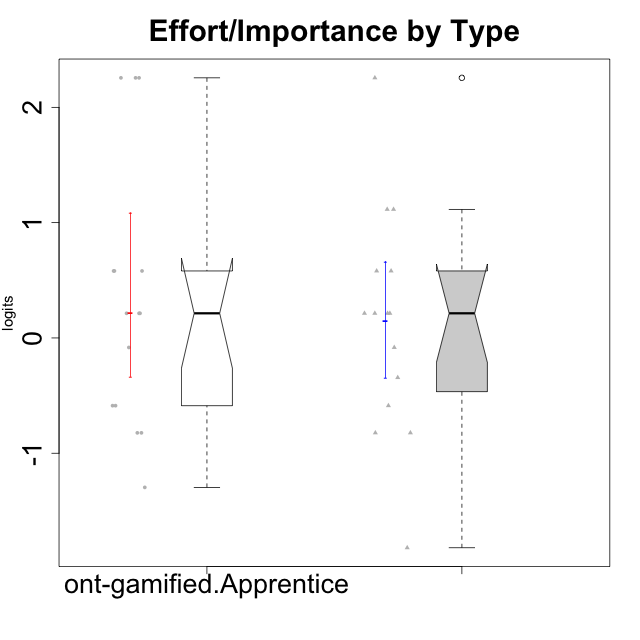 Effort/Importance by Type
2
1
0
-1
logits
ont-gamified.Apprentice